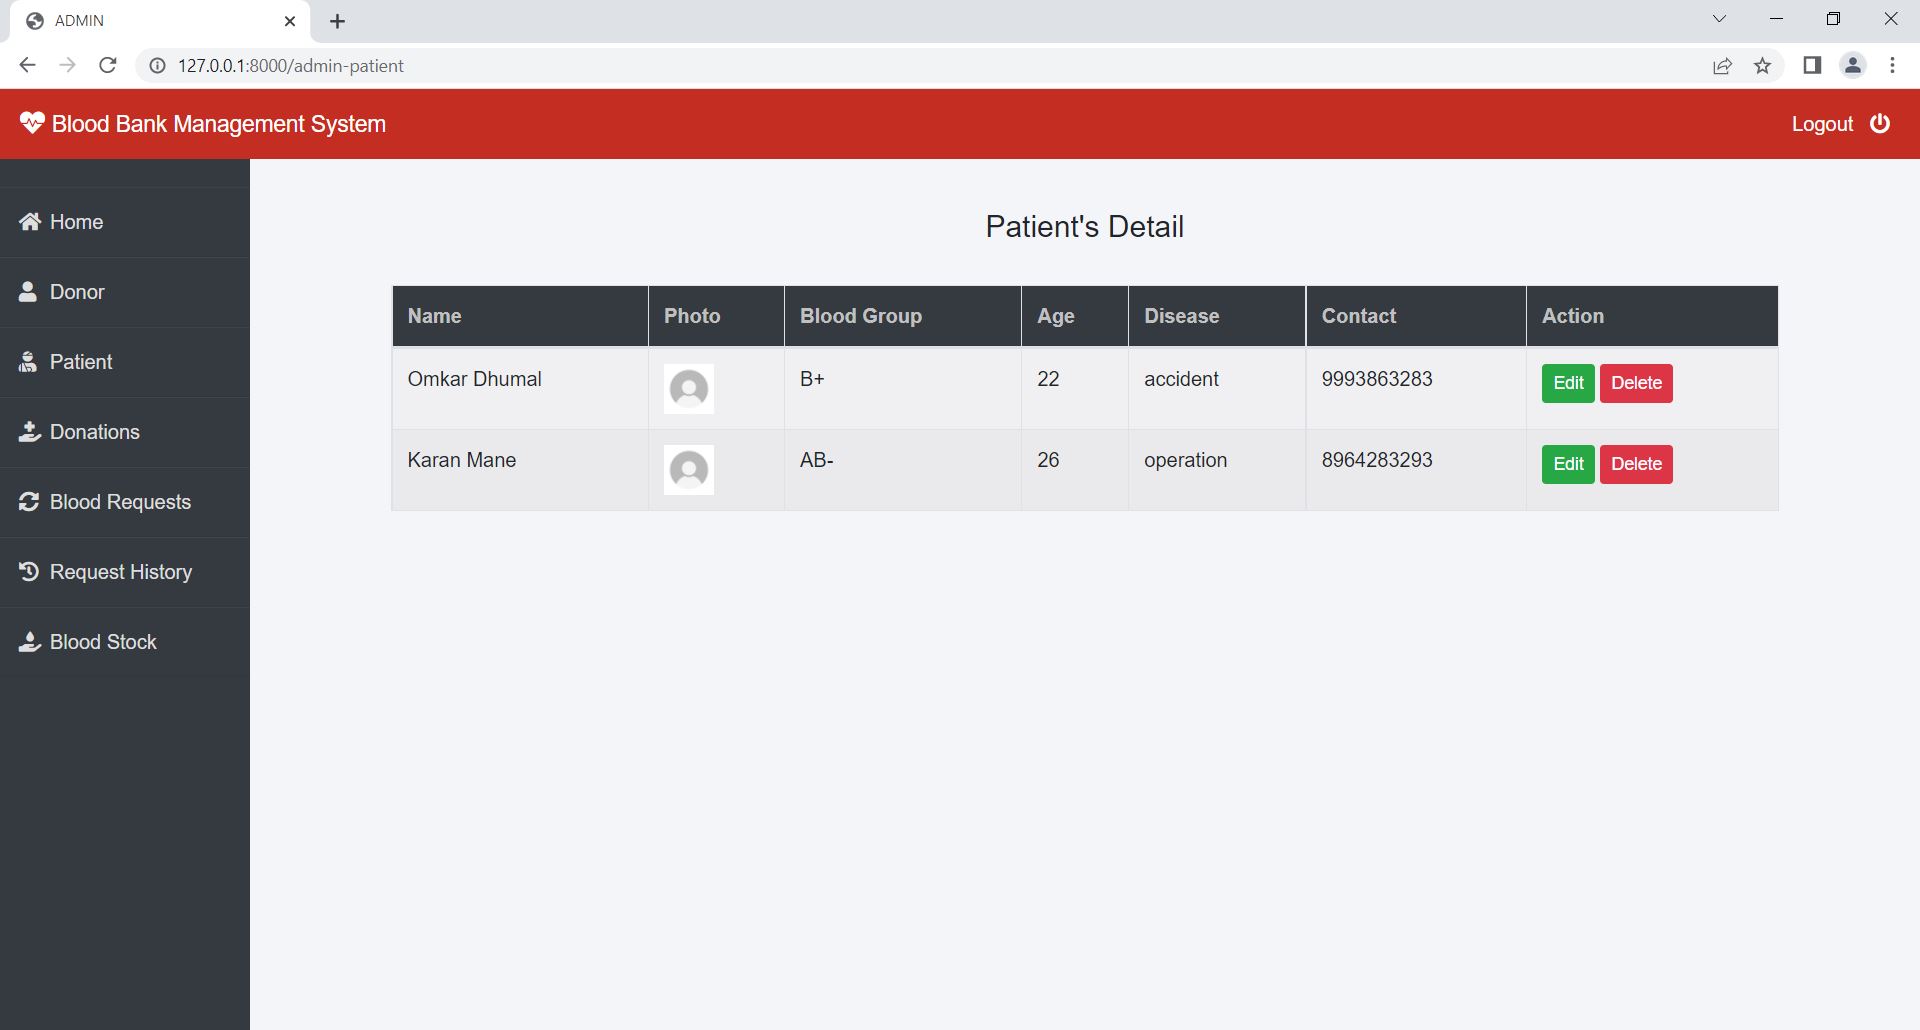 ADMIN
127.0.0.1:8000/admin-patient
Blood Bank Management System
Logout
Home
Donor
Patient
Donations
Blood Requests
Request History
Blood Stock
Patient's Detail
Name Photo Blood Group Age Disease Contact Action
Omkar Dhumal B+ 22 accident 9993863283 Edit Delete
Karan Mane AB- 26 operation 8964283293 Edit Delete